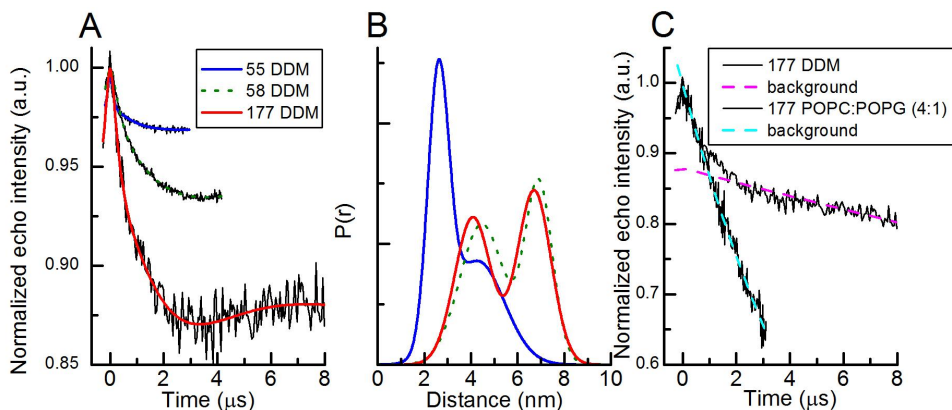 A
Normalized echo intensity (a.u.)
1.00
0.95
0.90
0.85
55 DDM
58 DDM
177 DDM
0 2 4 6 8
Time (μs)
B
P(r)
0 2 4 6 8 10
Distance (nm)
C
Normalized echo intensity (a.u.)
1.0
0.9
0.8
0.7
0.6
177 DDM
background
177 POPC:POPG (4:1)
background
0 2 4 6 8
Time (μs)